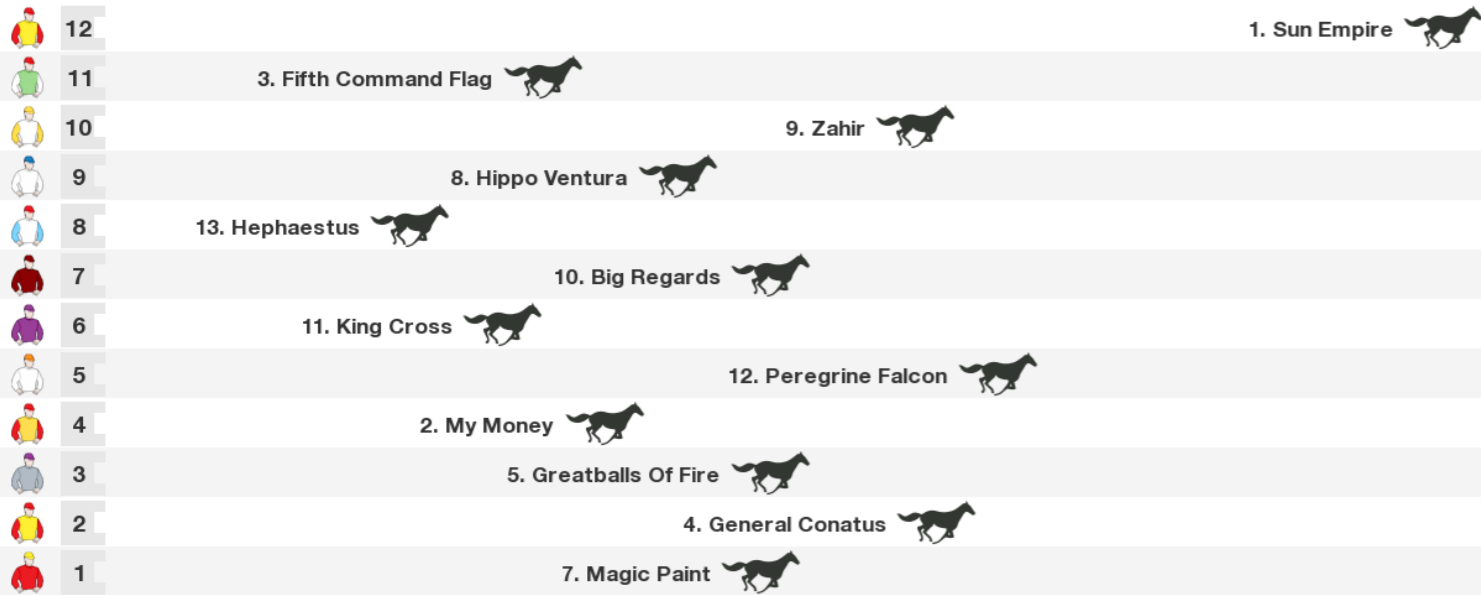 12 1. Sun Empire
11 3. Fifth Command Flag
10 9. Zahir
9 8. Hippo Ventura
8 13. Hephaestus
7 10. Big Regards
6 11. King Cross
5 12. Peregrine Falcon
4 2. My Money
3 5. Greatballs Of Fire
2 4. General Conatus
1 7. Magic Paint